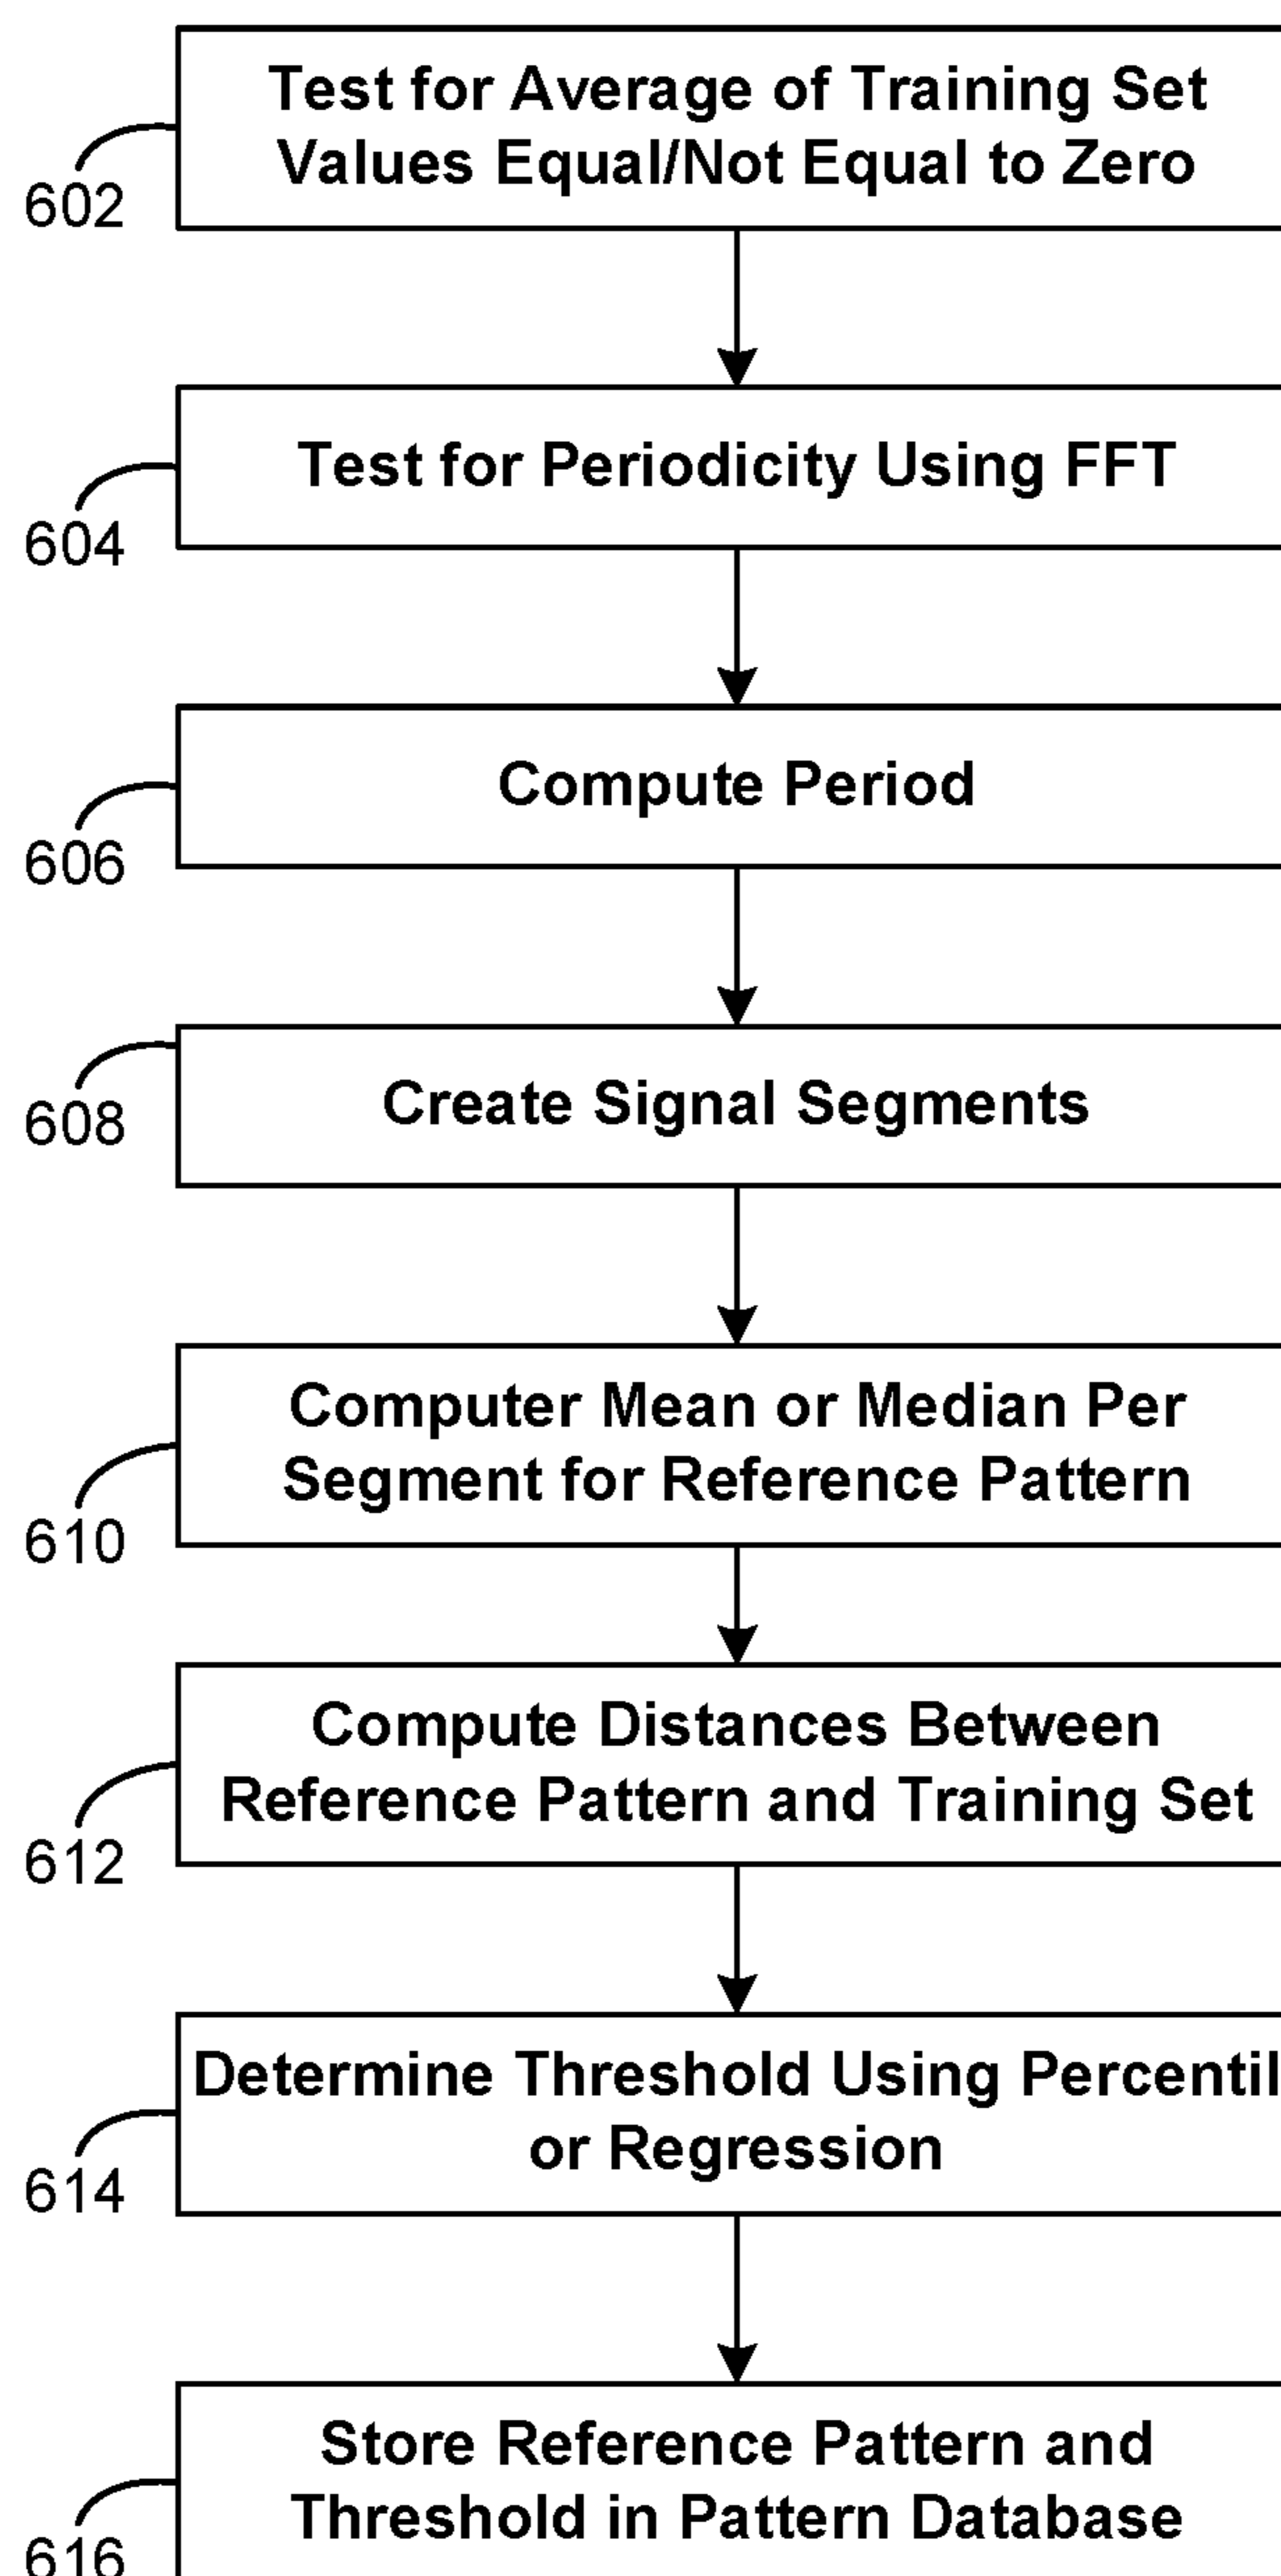 Test for Average of Training Set
Values Equal/Not Equal to Zero
602
Test for Periodicity Using FFT
604
Compute Period
606
Create Signal Segments
608
Computer Mean or Median Per
Segment for Reference Pattern
610
Compute Distances Between
Reference Pattern and Training Set
612
Determine Threshold Using Percentil
or Regression
614
Store Reference Pattern and
Threshold in Pattern Database
616